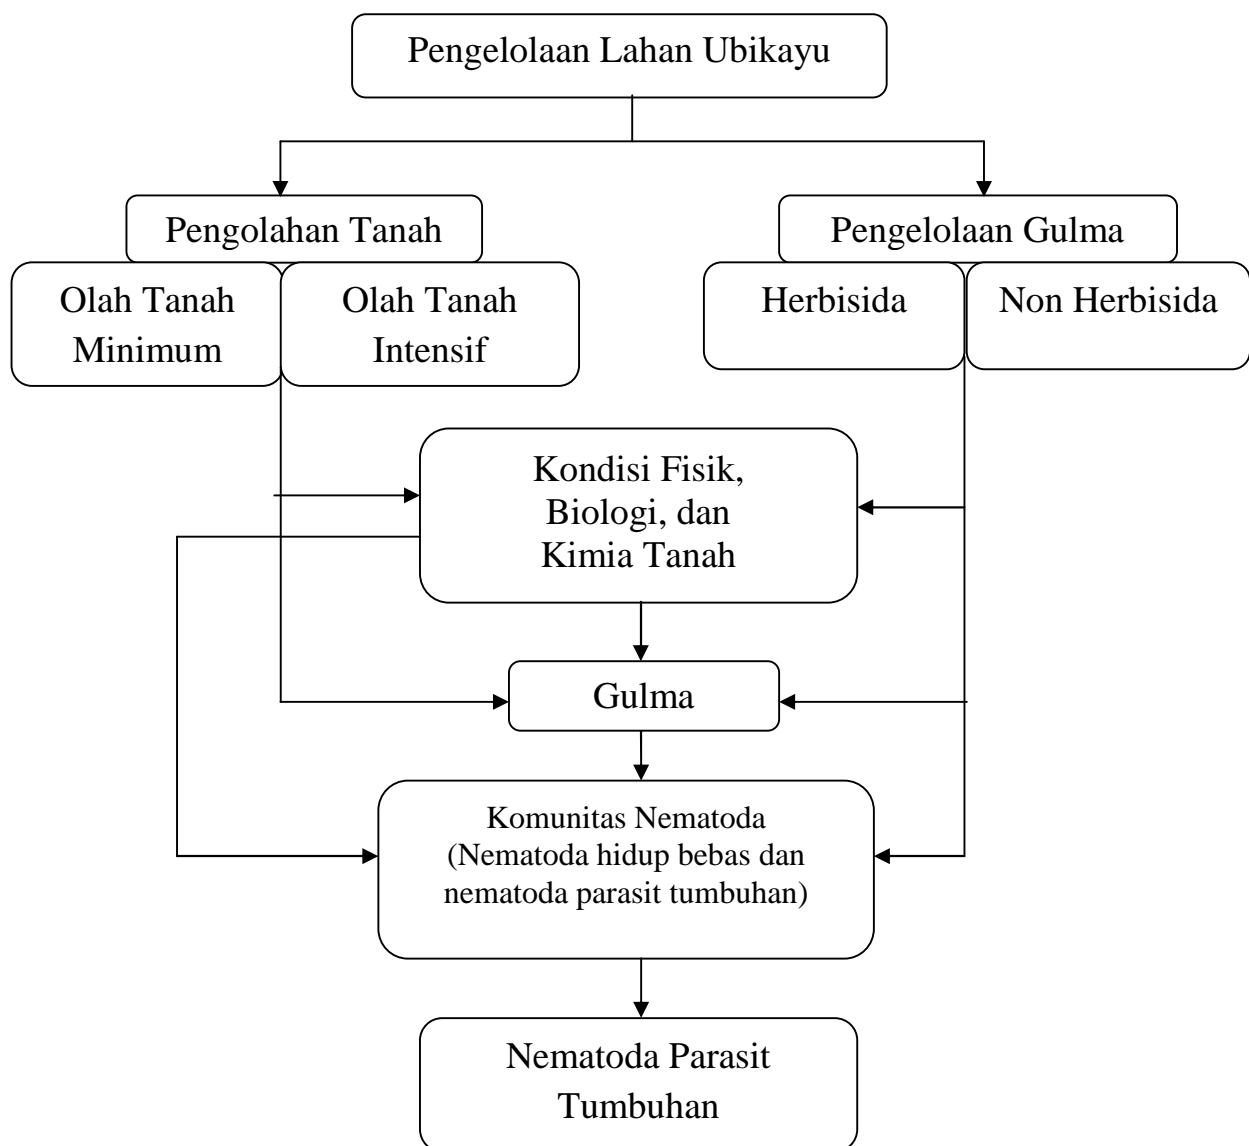 Pengelolaan Lahan Ubikayu
Pengolahan Tanah
Pengelolaan Gulma
Olah Tanah
Minimum
Olah Tanah
Intensif
Herbisida
Non Herbisida
Kondisi Fisik,
Biologi, dan
Kimia Tanah
Gulma
Komunitas Nematoda
(Nematoda hidup bebas dan
nematoda parasit tumbuhan)
Nematoda Parasit
Tumbuhan